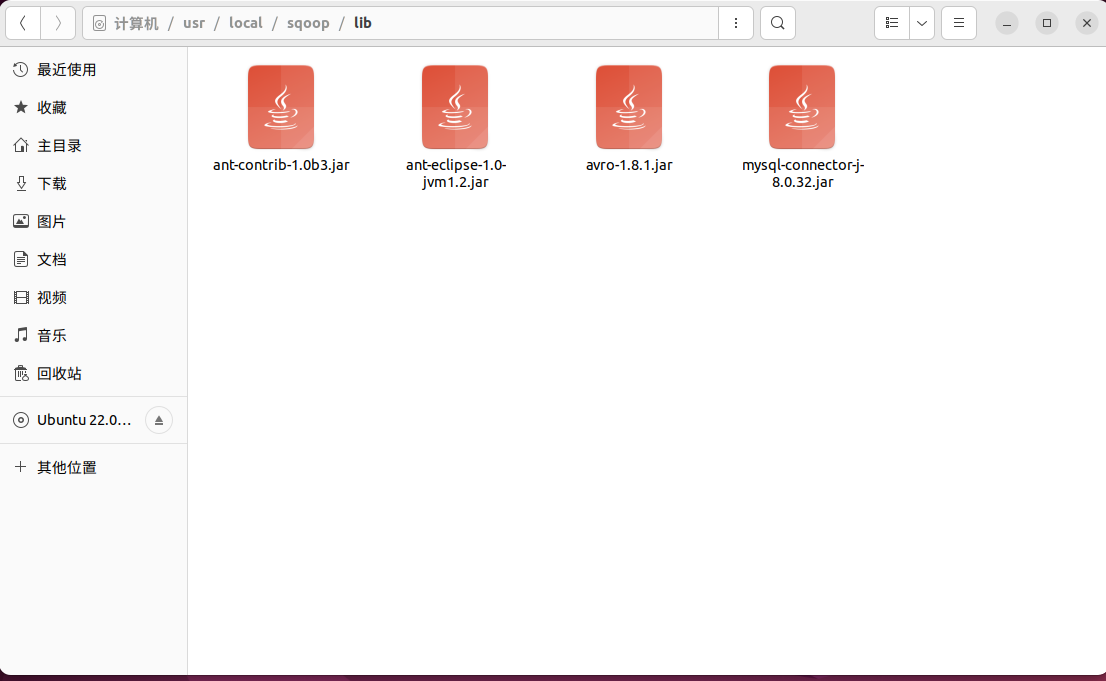 计算机 / usr / local / sqoop / lib
最近使用
收藏
主目录
下载
图片
文档
视频
音乐
回收站
Ubuntu 22.0...
其他位置
ant-contrib-1.0b3.jar
ant-eclipse-1.0-
jvm1.2.jar
avro-1.8.1.jar
mysql-connector-j-
8.0.32.jar